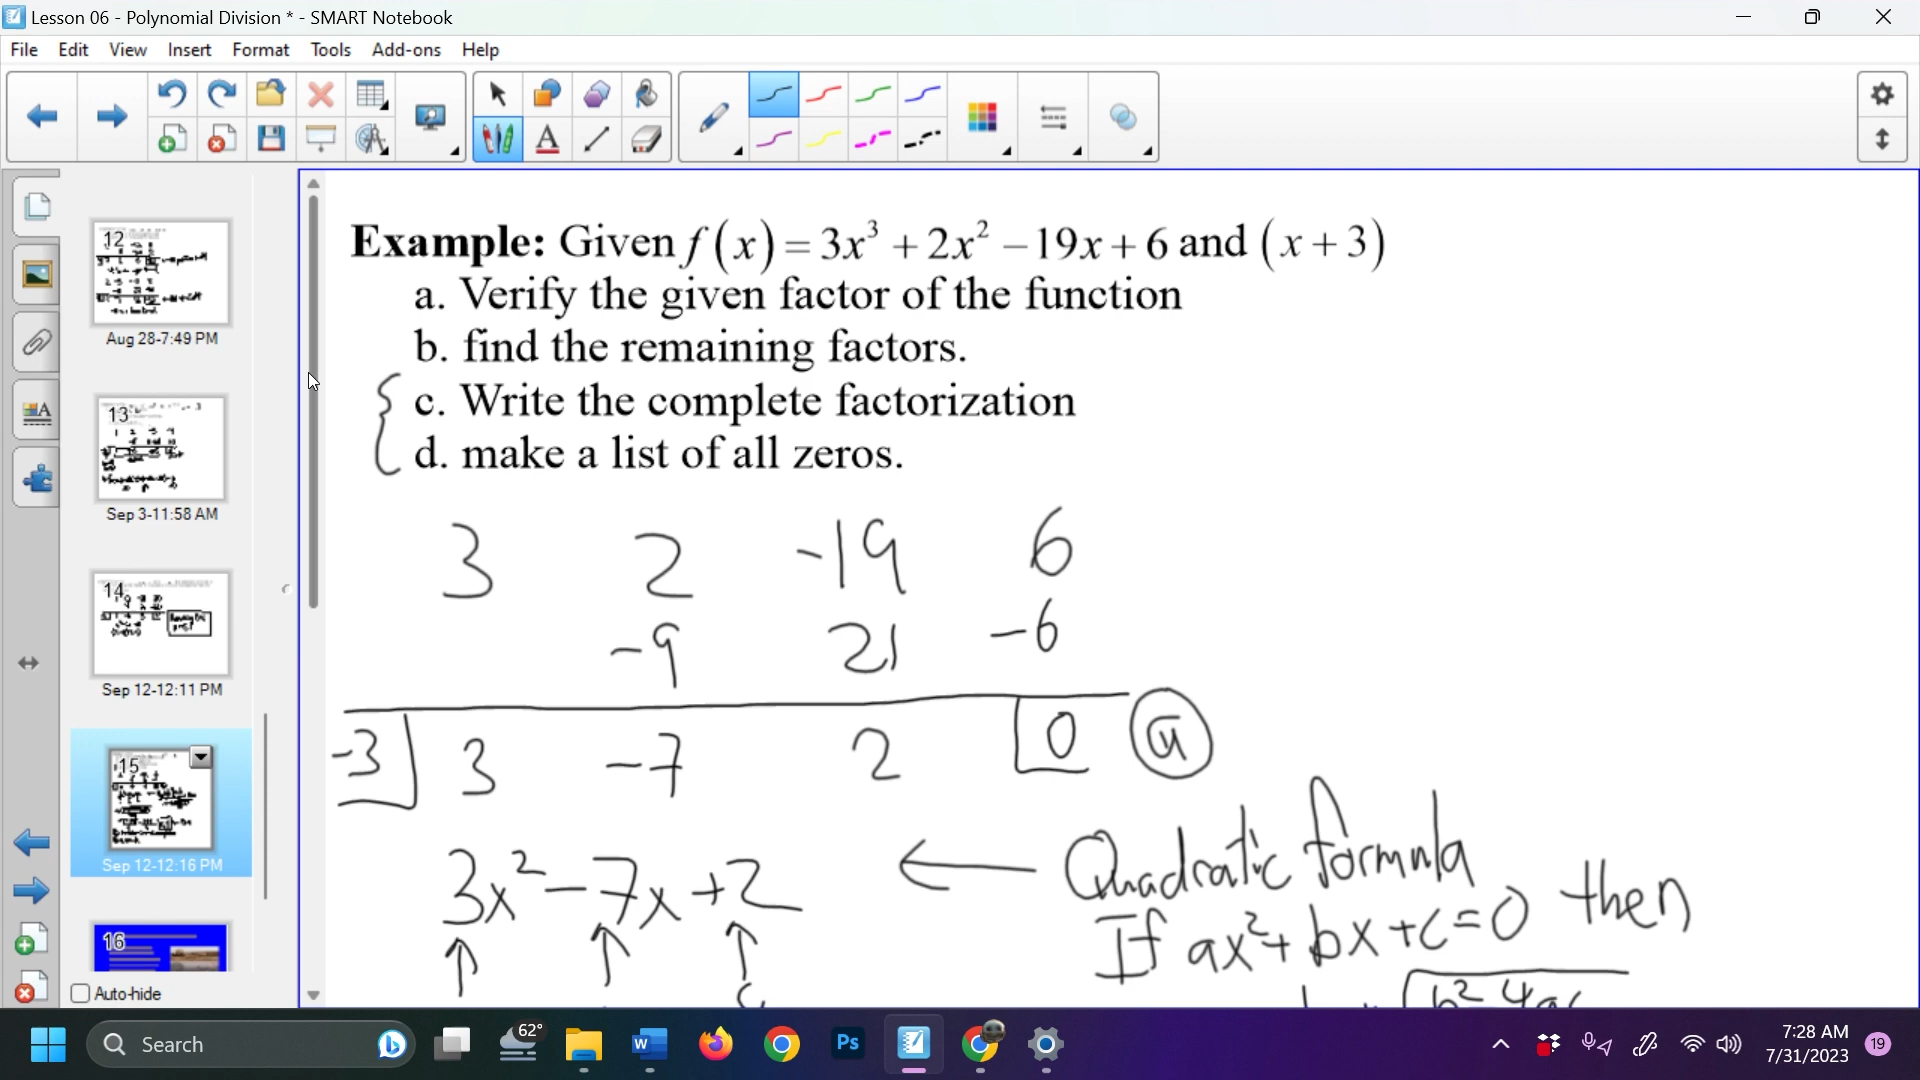 Lesson 06 - Polynomial Division * - SMART Notebook
File Edit View Insert Format Tools Add-ons Help
12
Aug 28-7:49 PM
13
Sep 3-11:58 AM
14
Sep 12-12:11 PM
15
Sep 12-12:16 PM
16
Auto-hide
Example: Given f(x) = 3x³ + 2x² – 19x + 6 and (x + 3)
a. Verify the given factor of the function
b. find the remaining factors.
c. Write the complete factorization
d. make a list of all zeros.
3 2 -19 6
-9 21 -6
-3 3 -7 2 0 a
3x² - 7x + 2 ← Quadratic formula
If ax² + bx + c = 0 then
Search
62°
Ps
7:28 AM
7/31/2023
19